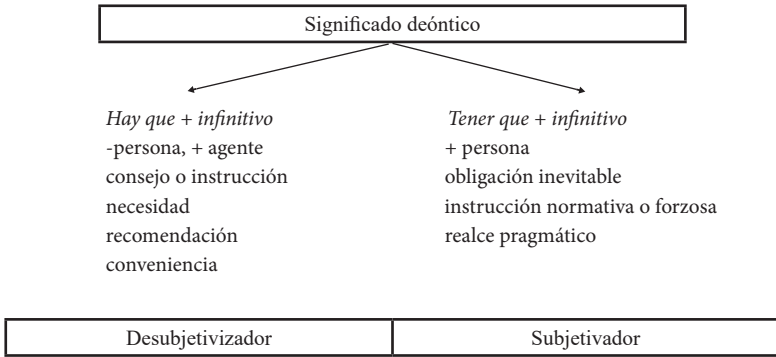 Significado deóntico
Hay que + infinitivo
-persona, + agente
consejo o instrucción
necesidad
recomendación
conveniencia
Tener que + infinitivo
+ persona
obligación inevitable
instrucción normativa o forzosa
realce pragmático
Desubjetivizador
Subjetivador